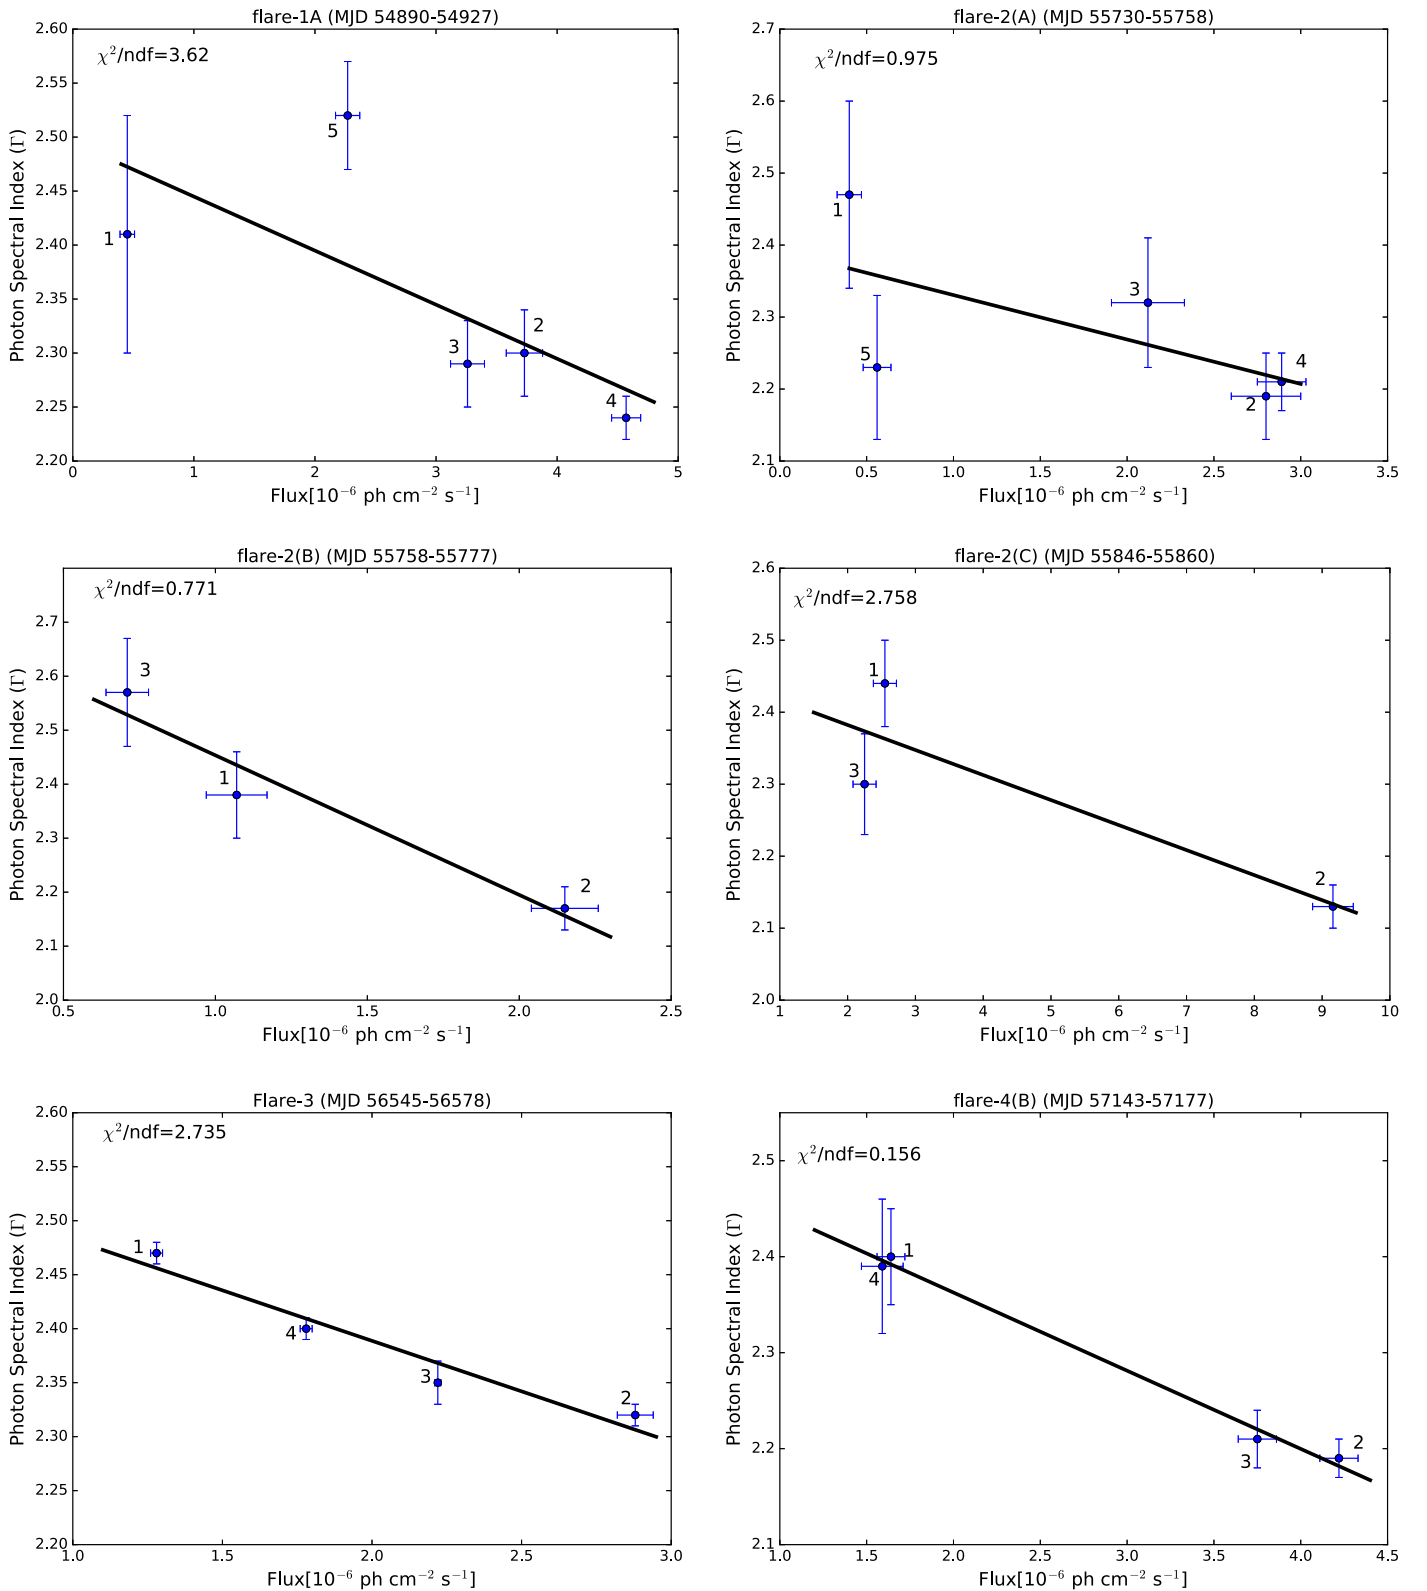 flare-1A (MJD 54890-54927)
χ²/ndf=3.62
Photon Spectral Index (Γ)
2.60
2.55
2.50
2.45
2.40
2.35
2.30
2.25
2.20
1
5
3
2
4
0 1 2 3 4 5
Flux[10⁻⁶ ph cm⁻² s⁻¹]
flare-2(A) (MJD 55730-55758)
χ²/ndf=0.975
Photon Spectral Index (Γ)
2.7
2.6
2.5
2.4
2.3
2.2
2.1
1
5
3
2
4
0.0 0.5 1.0 1.5 2.0 2.5 3.0 3.5
Flux[10⁻⁶ ph cm⁻² s⁻¹]
flare-2(B) (MJD 55758-55777)
χ²/ndf=0.771
Photon Spectral Index (Γ)
2.7
2.6
2.5
2.4
2.3
2.2
2.1
2.0
3
1
2
0.5 1.0 1.5 2.0 2.5
Flux[10⁻⁶ ph cm⁻² s⁻¹]
flare-2(C) (MJD 55846-55860)
χ²/ndf=2.758
Photon Spectral Index (Γ)
2.6
2.5
2.4
2.3
2.2
2.1
2.0
1
3
2
1 2 3 4 5 6 7 8 9 10
Flux[10⁻⁶ ph cm⁻² s⁻¹]
Flare-3 (MJD 56545-56578)
χ²/ndf=2.735
Photon Spectral Index (Γ)
2.60
2.55
2.50
2.45
2.40
2.35
2.30
2.25
2.20
1
4
3
2
1.0 1.5 2.0 2.5 3.0
Flux[10⁻⁶ ph cm⁻² s⁻¹]
flare-4(B) (MJD 57143-57177)
χ²/ndf=0.156
Photon Spectral Index (Γ)
2.5
2.4
2.3
2.2
2.1
1
4
3
2
1.0 1.5 2.0 2.5 3.0 3.5 4.0 4.5
Flux[10⁻⁶ ph cm⁻² s⁻¹]